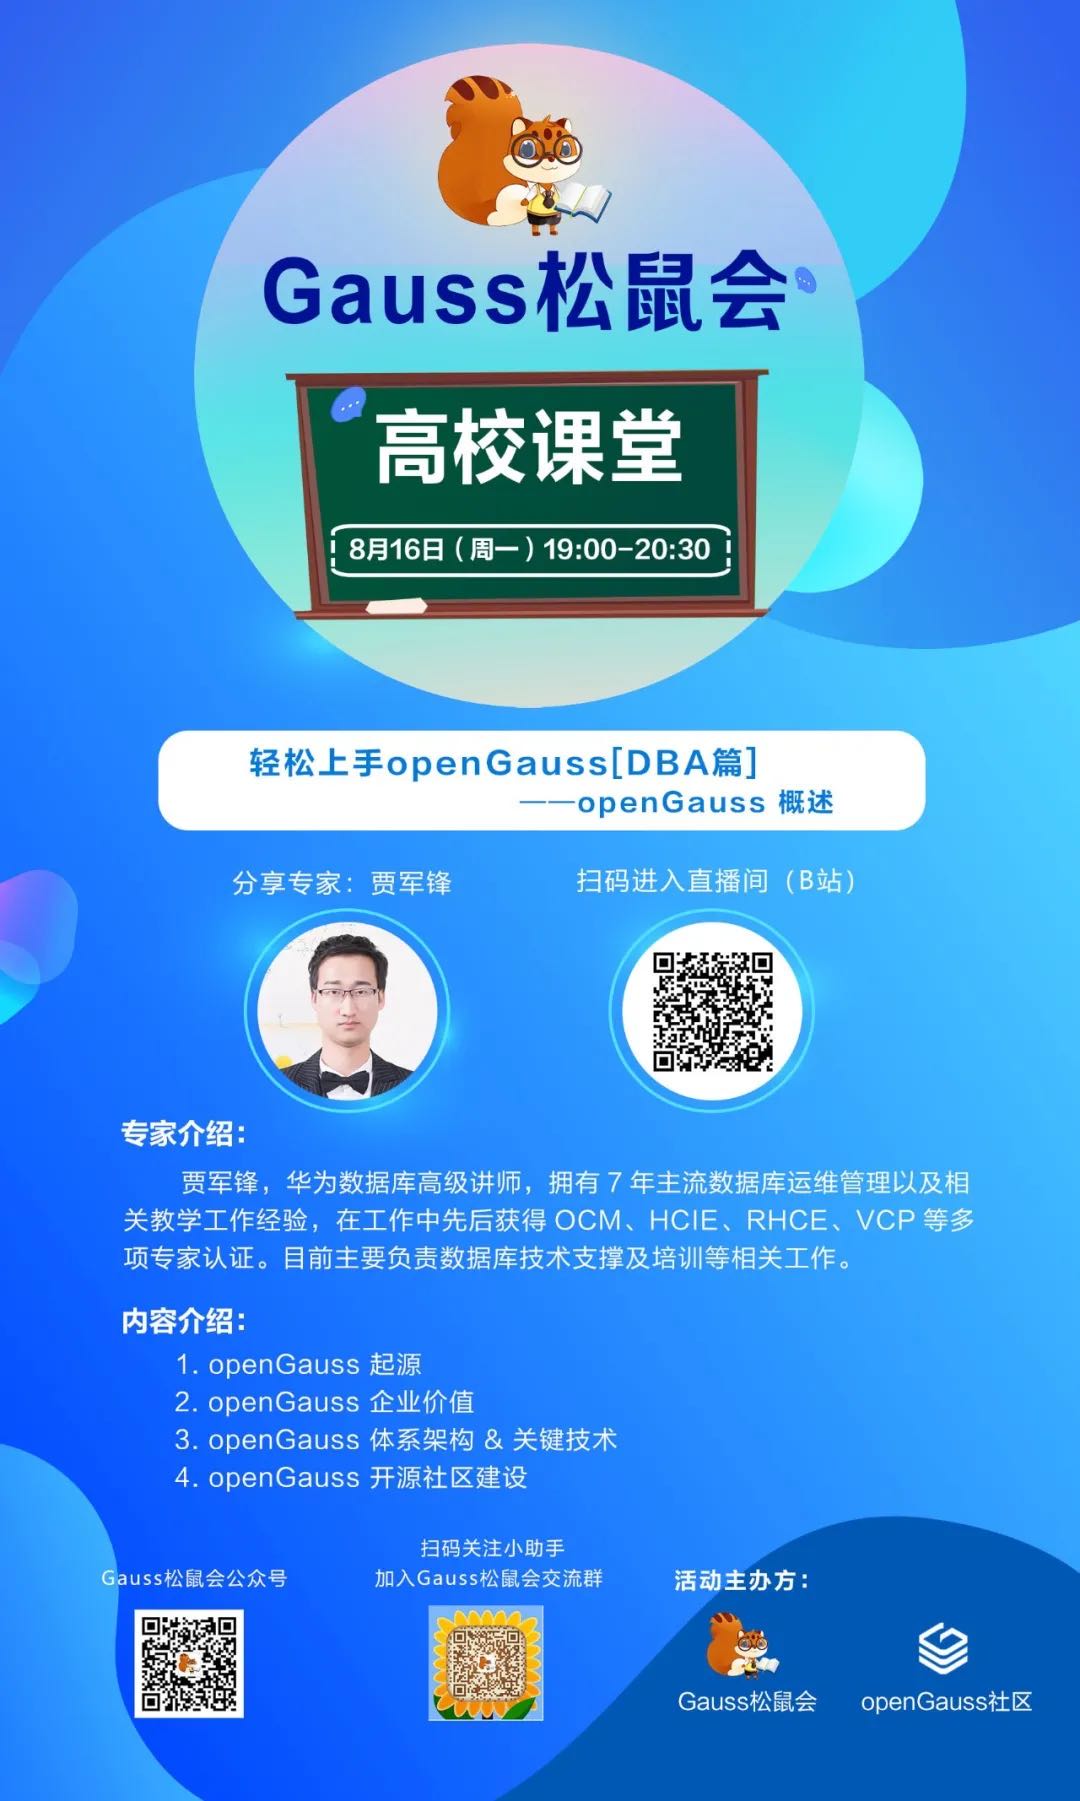 Gauss松鼠会
高校课堂
8月16日（周一）19:00-20:30
轻松上手openGauss[DBA篇]
——openGauss 概述
分享专家：贾军锋
扫码进入直播间（B站）
专家介绍：
贾军锋，华为数据库高级讲师，拥有 7 年主流数据库运维管理以及相
关教学工作经验，在工作中先后获得 OCM、HCIE、RHCE、VCP 等多
项专家认证。目前主要负责数据库技术支撑及培训等相关工作。
内容介绍：
1. openGauss 起源
2. openGauss 企业价值
3. openGauss 体系架构 & 关键技术
4. openGauss 开源社区建设
Gauss松鼠会公众号
扫码关注小助手
加入Gauss松鼠会交流群
活动主办方：
Gauss松鼠会
openGauss社区